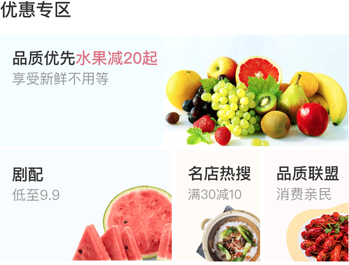 优惠专区
品质优先水果减20起
享受新鲜不用等
剧配
低至9.9
名店热搜
满30减10
品质联盟
消费亲民